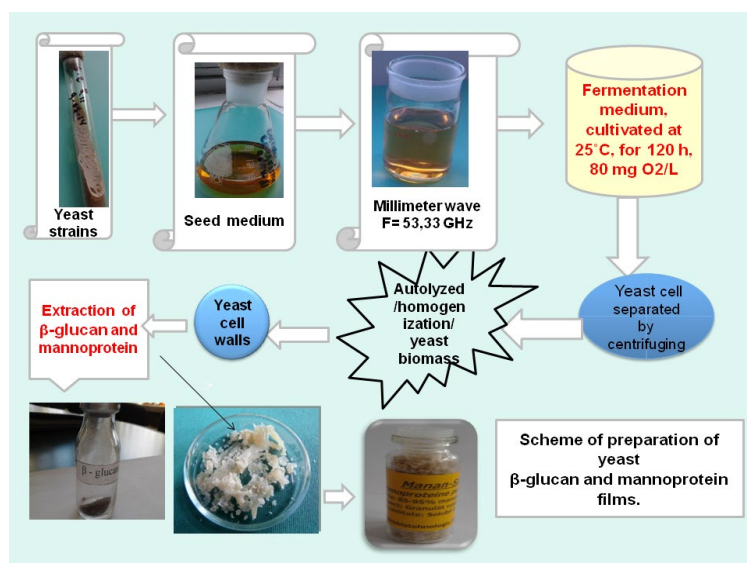 Yeast
strains
Seed medium
Millimeter wave
F= 53,33 GHz
Fermentation
medium,
cultivated at
25˚C, for 120 h,
80 mg O2/L
Yeast cell
separated
by
centrifuging
Autolyzed
/homogen
ization/
yeast
biomass
Yeast
cell
walls
Extraction of
β-glucan and
mannoprotein
β - glucan
Manan-
Scheme of preparation of
yeast
β-glucan and mannoprotein
films.